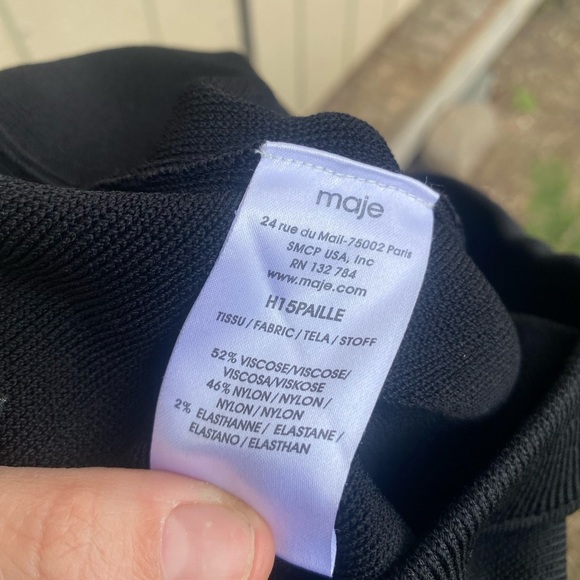 maje
24 rue du Mail-75002 Paris
SMCP USA, Inc
RN 132 784
www.maje.com
H15PAILLE
TISSU / FABRIC / TELA / STOFF
52% VISCOSE/VISCOSE/
VISCOSA/VISKOSE
46% NYLON / NYLON /
NYLON / NYLON
2% ELASTHANNE / ELASTANE /
ELASTANO / ELASTHAN